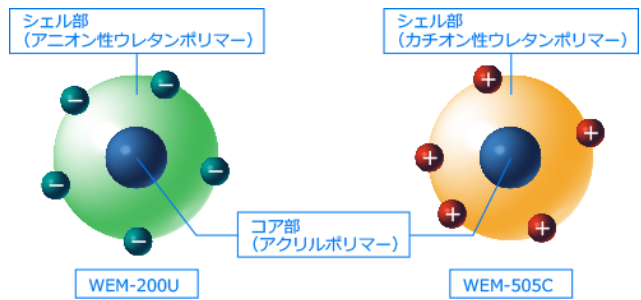 シェル部
（アニオン性ウレタンポリマー）
シェル部
（カチオン性ウレタンポリマー）
コア部
（アクリルポリマー）
WEM-200U
WEM-505C